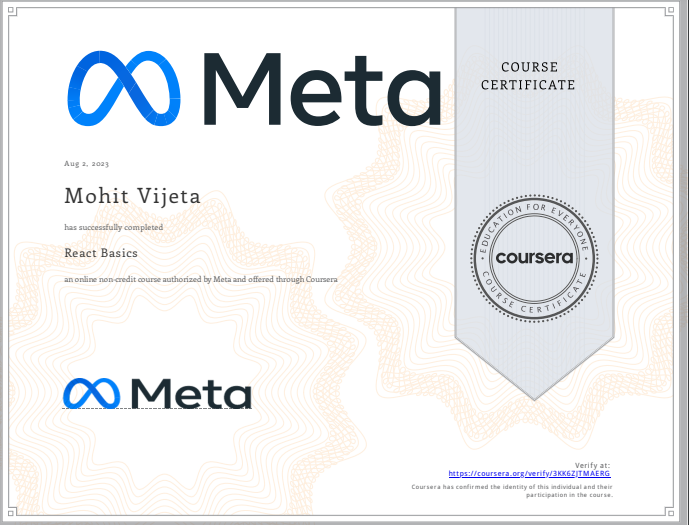 Meta
COURSE
CERTIFICATE
Aug 2, 2023
Mohit Vijeta
has successfully completed
React Basics
an online non-credit course authorized by Meta and offered through Coursera
EDUCATION FOR EVERYONE
coursera
COURSE CERTIFICATE
Meta
Verify at:
https://coursera.org/verify/3KK6ZJTMAERG
Coursera has confirmed the identity of this individual and their
participation in the course.